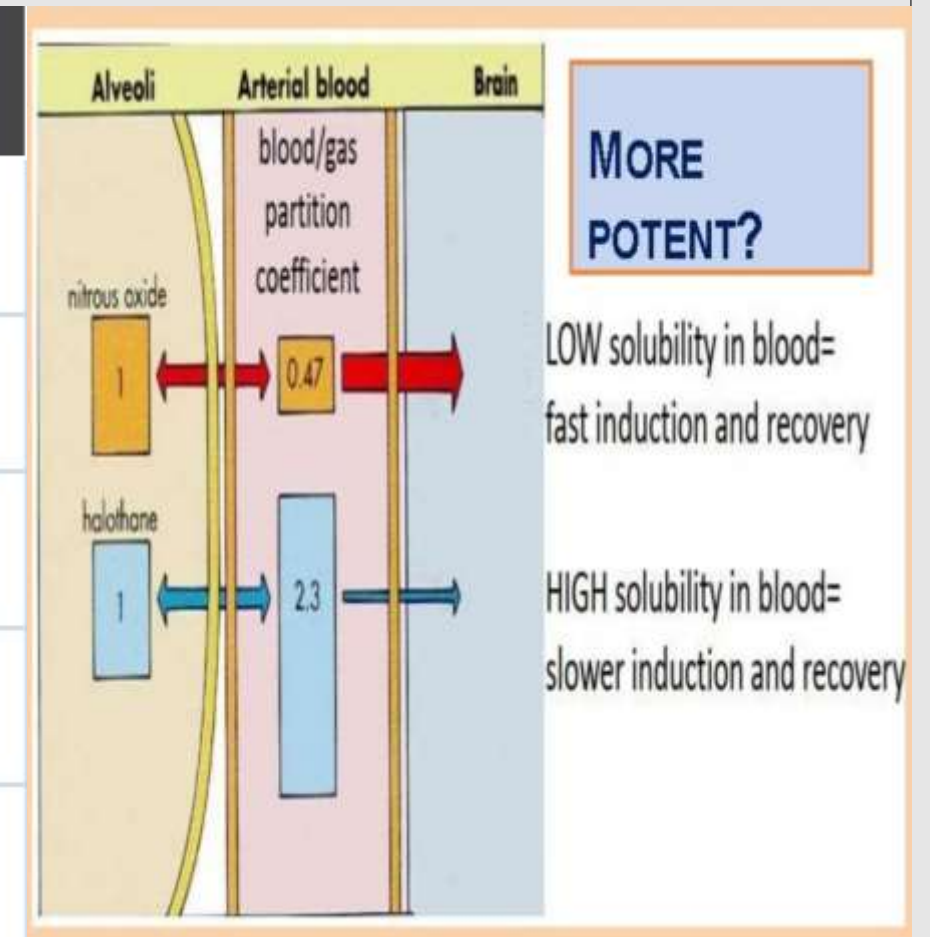 Alveoli
Arterial blood
Brain
blood/gas
partition
coefficient
nitrous oxide
1
0.47
halothane
1
2.3
MORE
POTENT?
LOW solubility in blood=
fast induction and recovery
HIGH solubility in blood=
slower induction and recovery